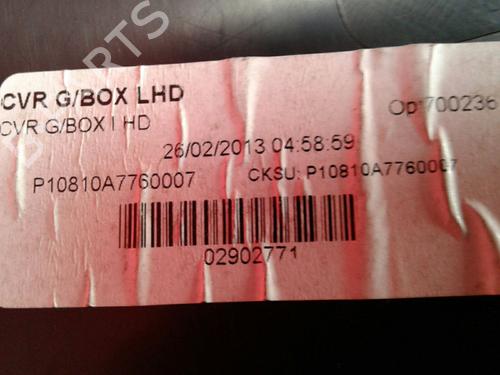 CVR G/BOX LHD
CVR G/BOX LHD
Op:700236
26/02/2013 04:58:59
P10810A7760007
CKSU: P10810A7760007
02902771